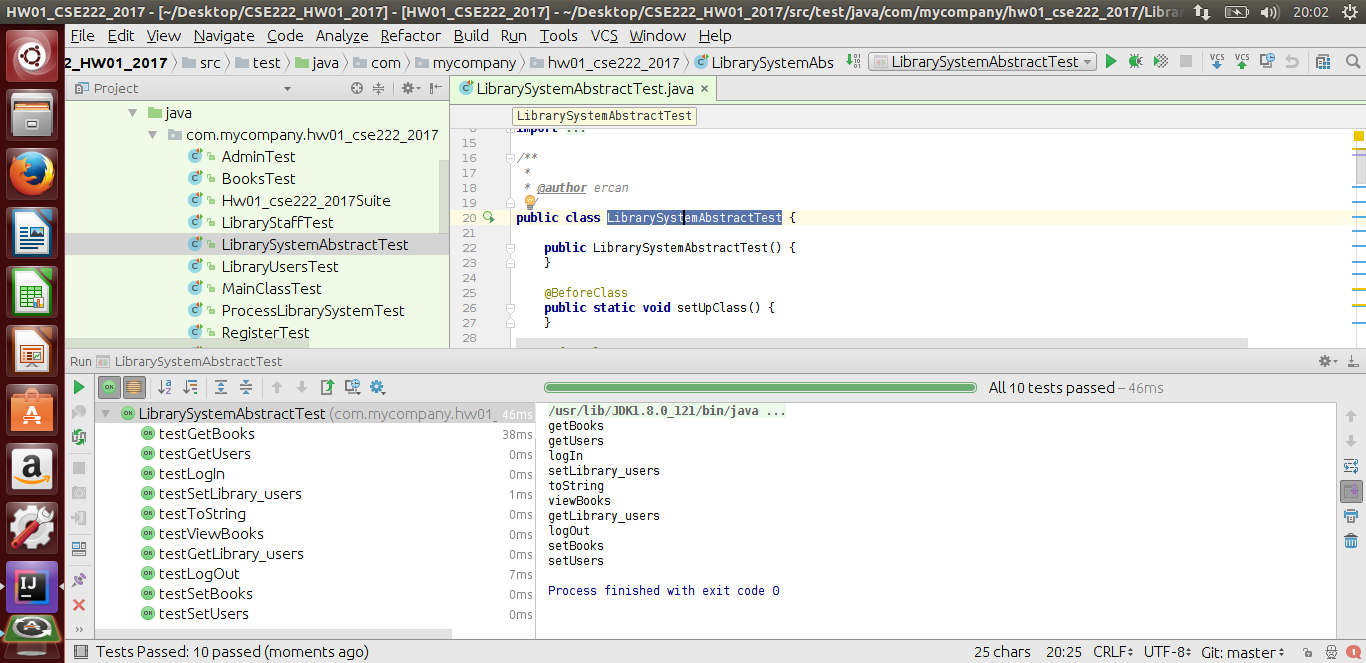 HW01_CSE222_2017 - [~/Desktop/CSE222_HW01_2017] - [HW01_CSE222_2017] - ~/Desktop/CSE222_HW01_2017/src/test/java/com/mycompany/hw01_cse222_2017/Libra 20:02
File Edit View Navigate Code Analyze Refactor Build Run Tools VCS Window Help
2_HW01_2017 src test java com mycompany hw01_cse222_2017 LibrarySystemAbs LibrarySystemAbstractTest VCS VCS
Project
LibrarySystemAbstractTest.java
LibrarySystemAbstractTest
java
com.mycompany.hw01_cse222_2017
AdminTest
BooksTest
Hw01_cse222_2017Suite
LibraryStaffTest
LibrarySystemAbstractTest
LibraryUsersTest
MainClassTest
ProcessLibrarySystemTest
RegisterTest
import ...
15
16 /**
17 *
18 * @author ercan
19 */
20 public class LibrarySystemAbstractTest {
21
22 public LibrarySystemAbstractTest() {
23 }
24
25 @BeforeClass
26 public static void setUpClass() {
27 }
28
Run LibrarySystemAbstractTest
All 10 tests passed – 46ms
LibrarySystemAbstractTest (com.mycompany.hw01_ 46ms
testGetBooks 38ms
testGetUsers 0ms
testLogIn 0ms
testSetLibrary_users 1ms
testToString 0ms
testViewBooks 0ms
testGetLibrary_users 0ms
testLogOut 7ms
testSetBooks 0ms
testSetUsers 0ms
/usr/lib/JDK1.8.0_121/bin/java ...
getBooks
getUsers
logIn
setLibrary_users
toString
viewBooks
getLibrary_users
logOut
setBooks
setUsers
Process finished with exit code 0
Tests Passed: 10 passed (moments ago) 25 chars 20:25 CRLF UTF-8 Git: master 1